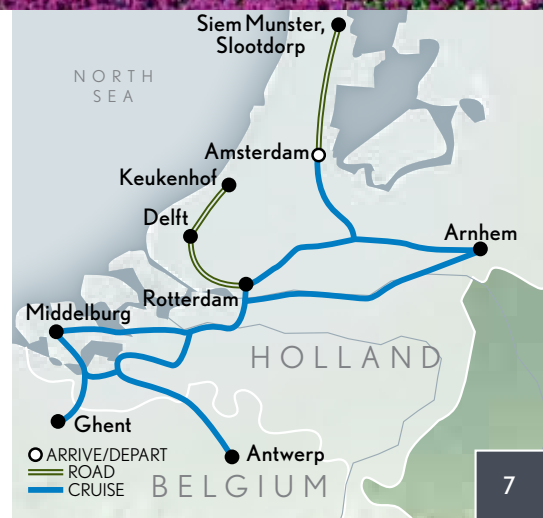 Siem Munster,
Slootdorp
NORTH
SEA
Amsterdam
Keukenhof
Delft
Arnhem
Rotterdam
Middelburg
HOLLAND
Ghent
Antwerp
ARRIVE/DEPART
ROAD
CRUISE
BELGIUM
7